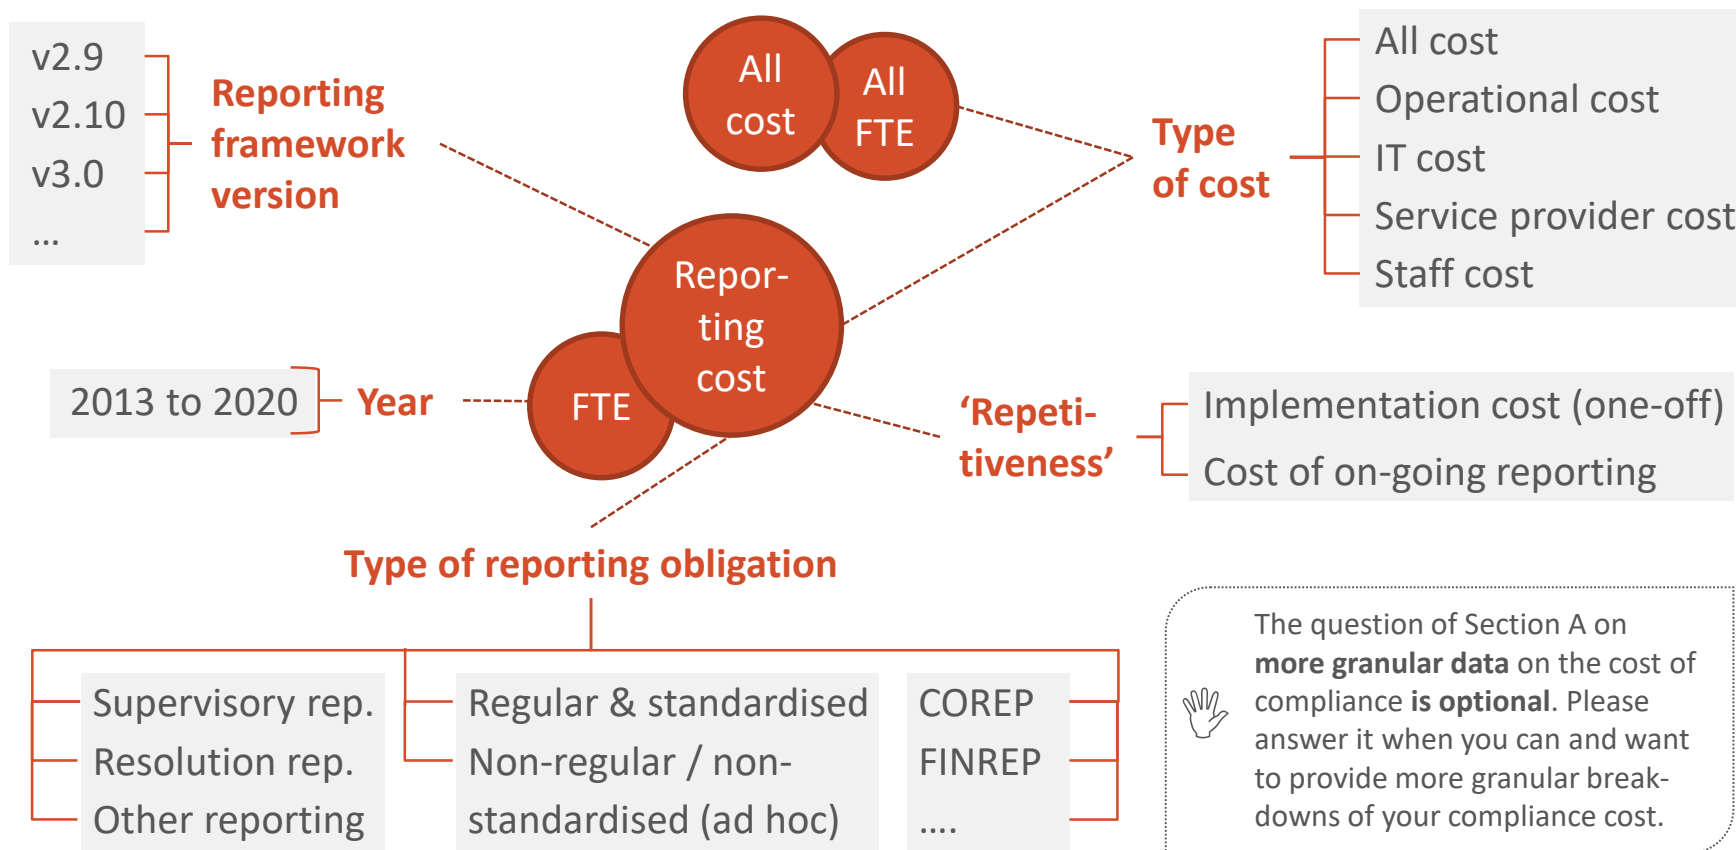 v2.9
v2.10
v3.0
...
Reporting
framework
version
All
cost
All
FTE
Type
of cost
All cost
Operational cost
IT cost
Service provider cost
Staff cost
Repor-
ting
cost
FTE
2013 to 2020
Year
‘Repeti-
tiveness’
Implementation cost (one-off)
Cost of on-going reporting
Type of reporting obligation
Supervisory rep.
Resolution rep.
Other reporting
Regular & standardised
Non-regular / non-
standardised (ad hoc)
COREP
FINREP
....
The question of Section A on
more granular data on the cost of
compliance is optional. Please
answer it when you can and want
to provide more granular break-
downs of your compliance cost.